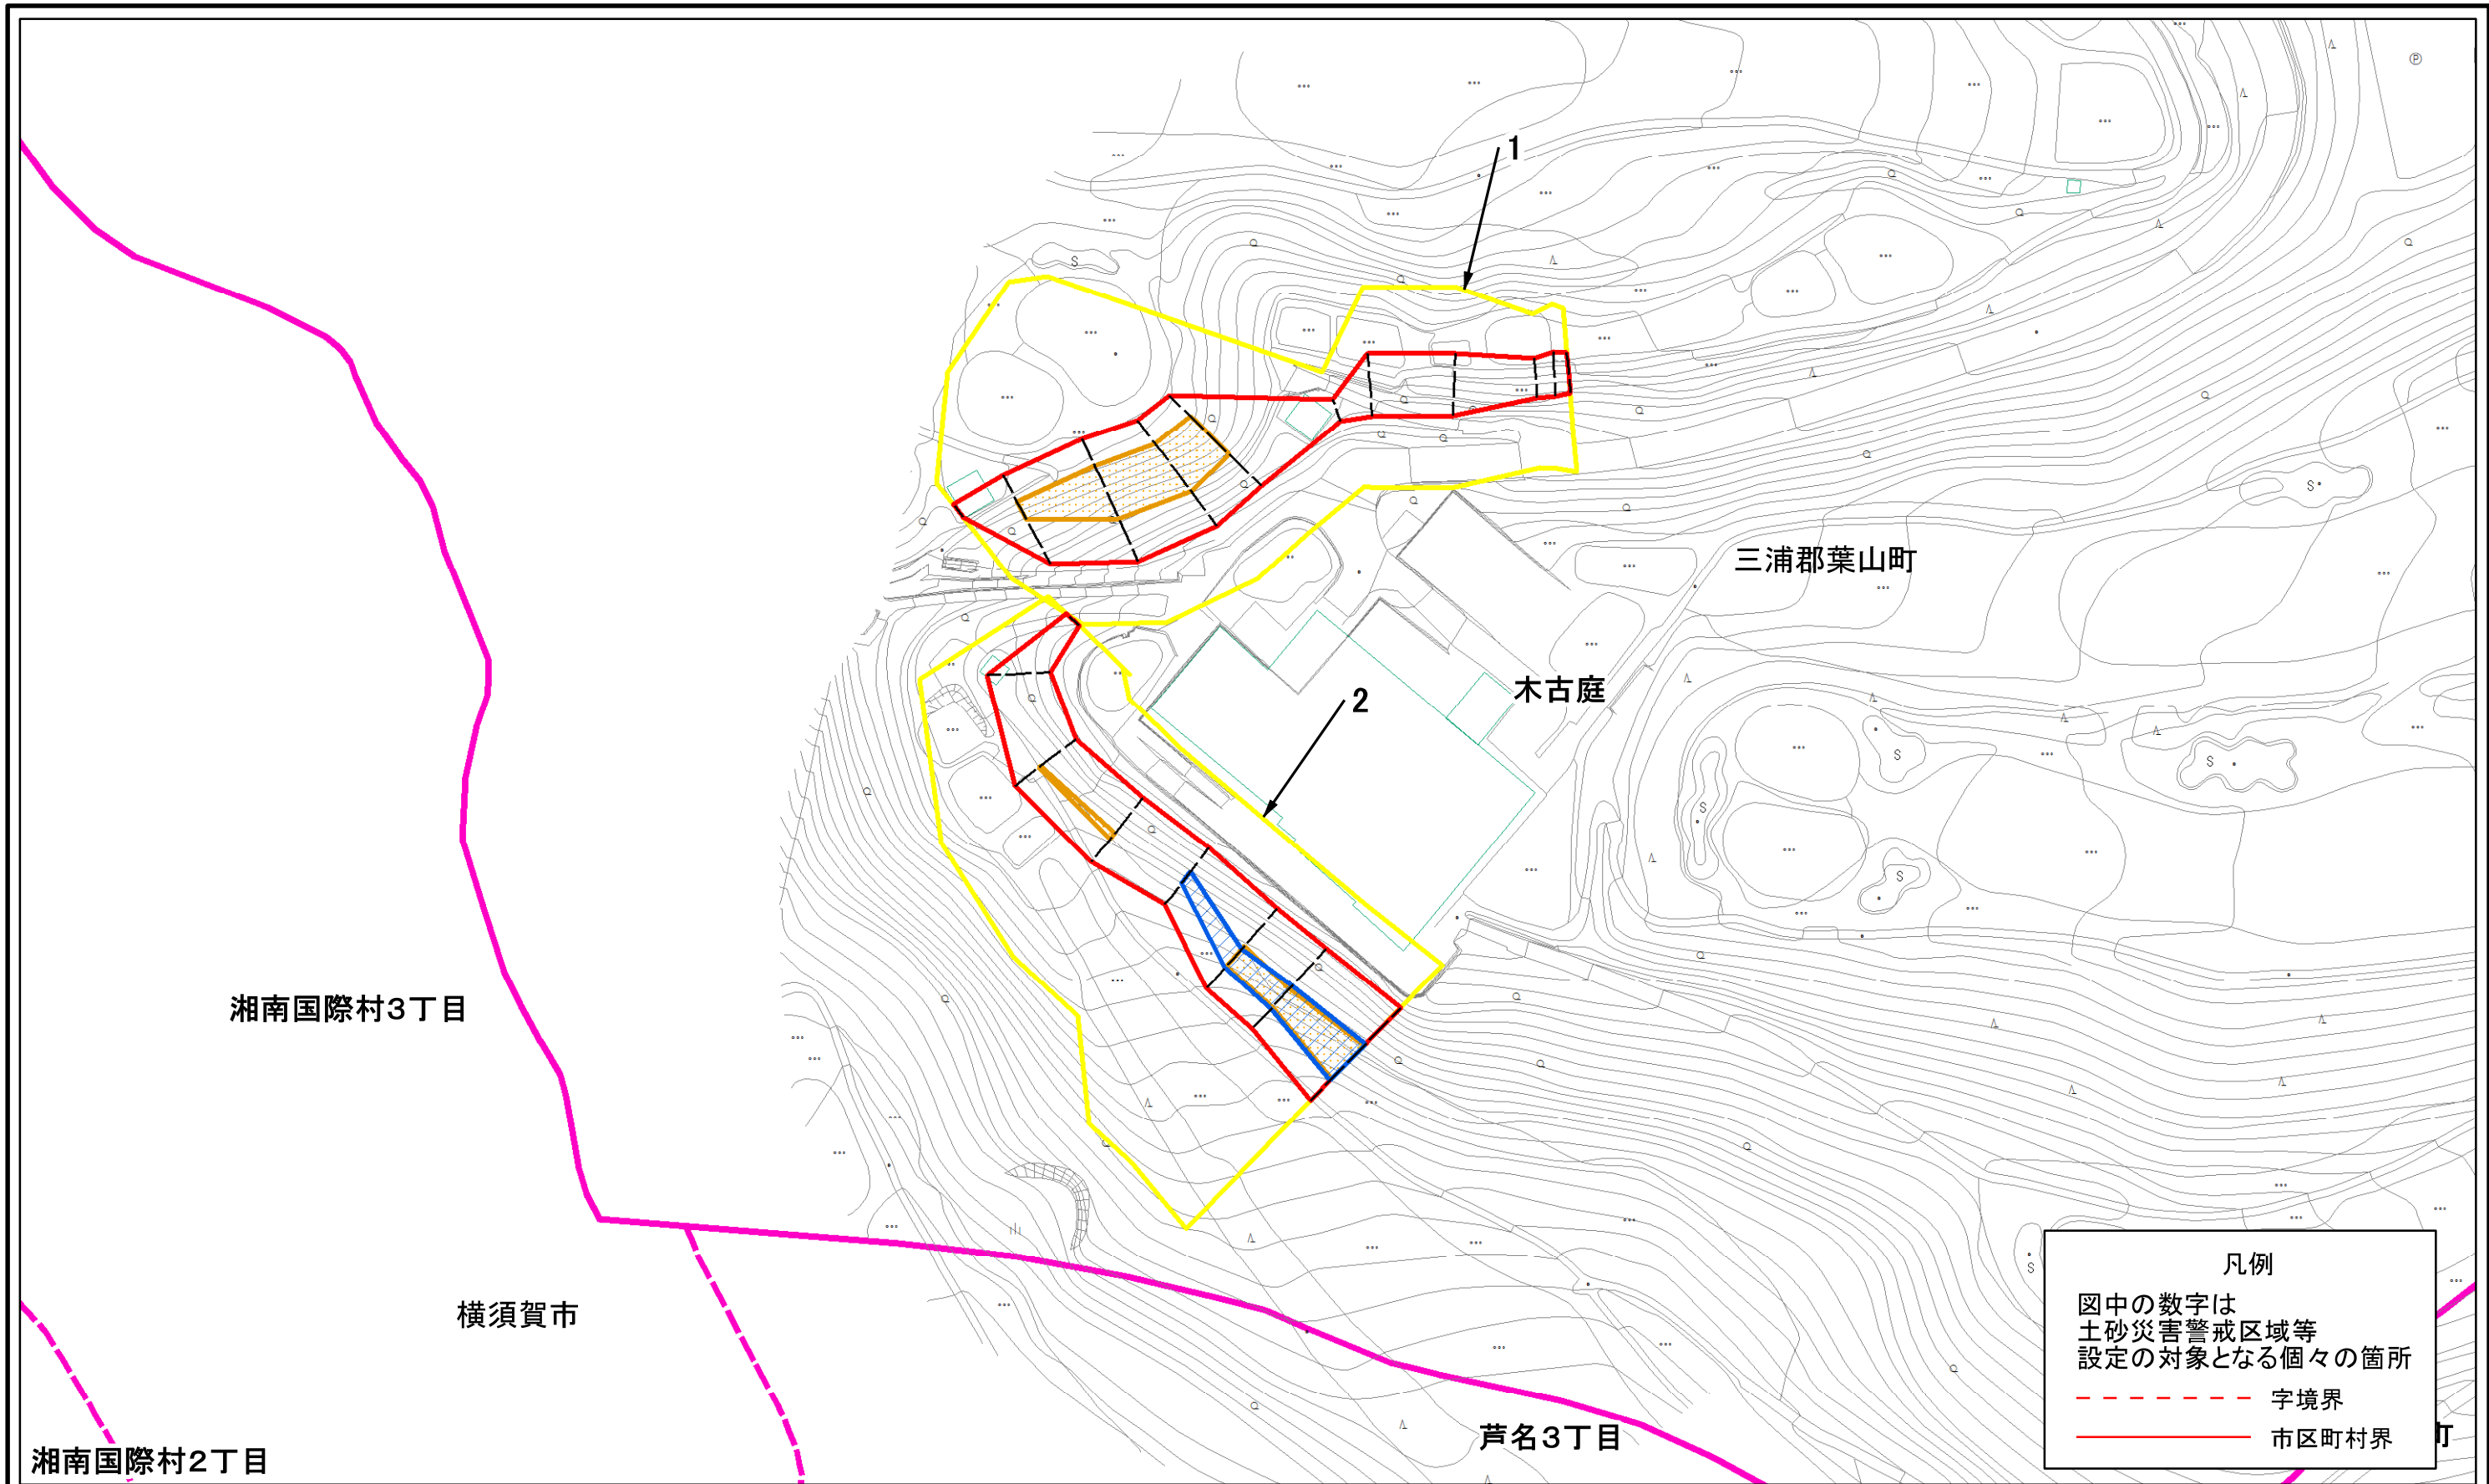 1
三浦郡葉山町
木古庭
2
湘南国際村3丁目
横須賀市
湘南国際村2丁目
芦名3丁目
町
凡例
図中の数字は
土砂災害警戒区域等
設定の対象となる個々の箇所
字境界
市区町村界